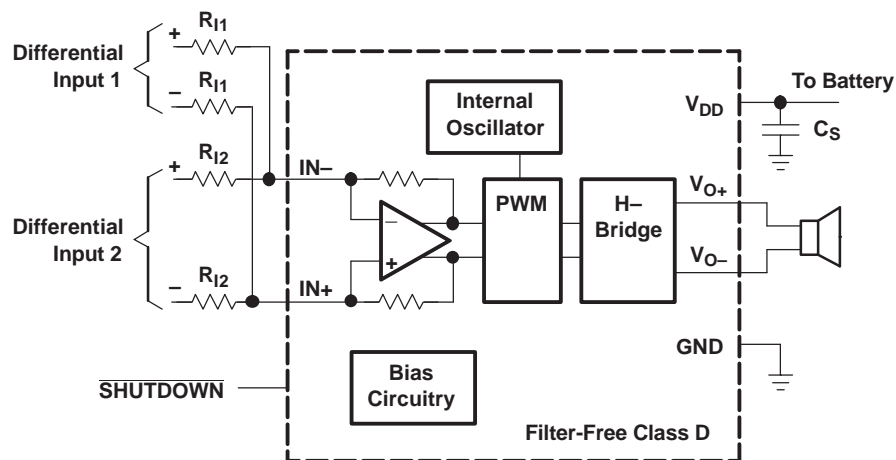 + R_I1
Differential
Input 1
– R_I1
+ R_I2
Differential
Input 2
– R_I2
IN–
IN+
SHUTDOWN
Internal
Oscillator
–
+
PWM
H–
Bridge
Bias
Circuitry
Filter-Free Class D
V_DD
To Battery
C_S
V_O+
V_O–
GND